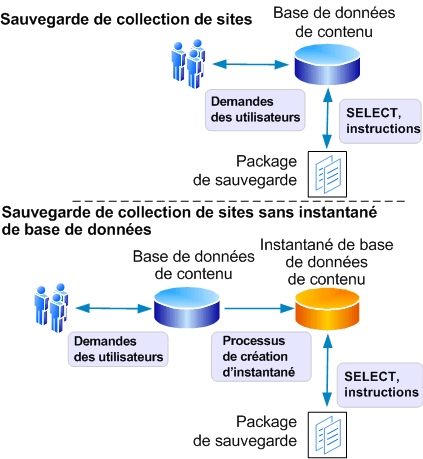 Sauvegarde de collection de sites
Base de données
de contenu
Demandes
des utilisateurs
SELECT,
instructions
Package
de sauvegarde
Sauvegarde de collection de sites sans instantané
de base de données
Base de données
de contenu
Instantané de base
de données
de contenu
Demandes
des utilisateurs
Processus
de création
d'instantané
SELECT,
instructions
Package
de sauvegarde